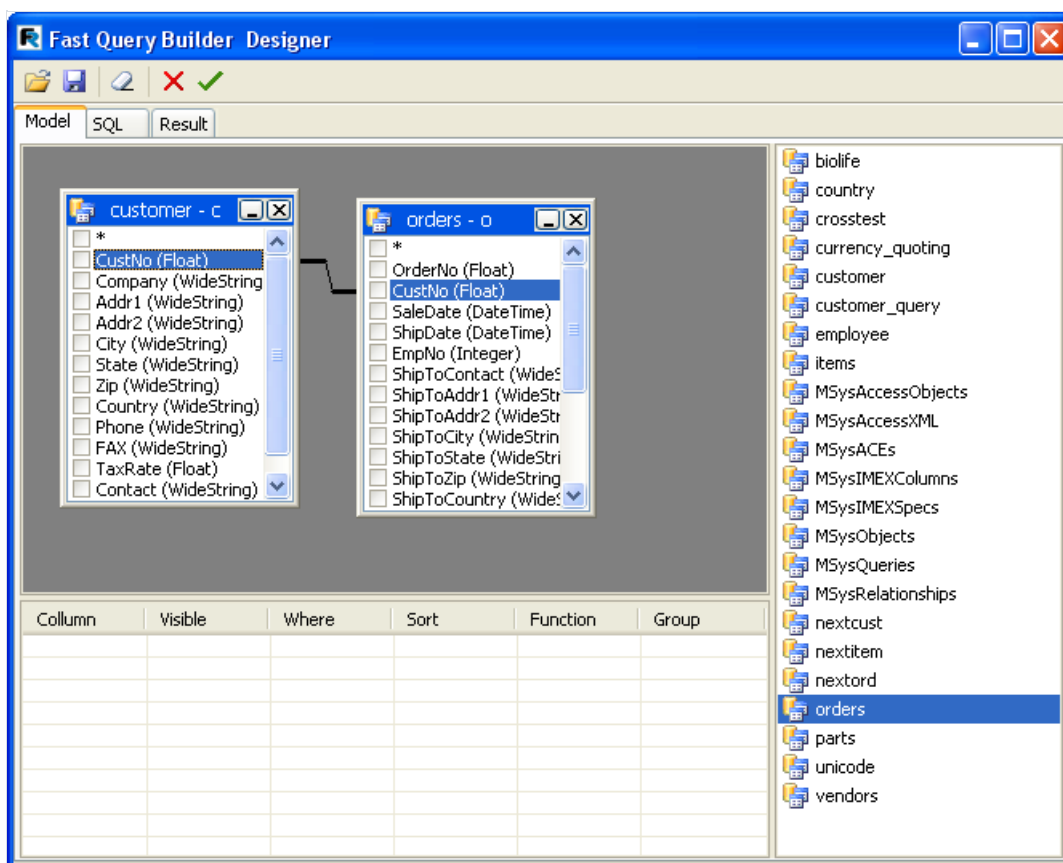 Fast Query Builder Designer
Model SQL Result
customer - c
*
CustNo (Float)
Company (WideString
Addr1 (WideString)
Addr2 (WideString)
City (WideString)
State (WideString)
Zip (WideString)
Country (WideString)
Phone (WideString)
FAX (WideString)
TaxRate (Float)
Contact (WideString)
orders - o
*
OrderNo (Float)
CustNo (Float)
SaleDate (DateTime)
ShipDate (DateTime)
EmpNo (Integer)
ShipToContact (WideS
ShipToAddr1 (WideStr
ShipToAddr2 (WideStr
ShipToCity (WideStrin
ShipToState (WideStri
ShipToZip (WideString
ShipToCountry (WideS
biolife
country
crosstest
currency_quoting
customer
customer_query
employee
items
MSysAccessObjects
MSysAccessXML
MSysACEs
MSysIMEXColumns
MSysIMEXSpecs
MSysObjects
MSysQueries
MSysRelationships
nextcust
nextitem
nextord
orders
parts
unicode
vendors
Collumn Visible Where Sort Function Group